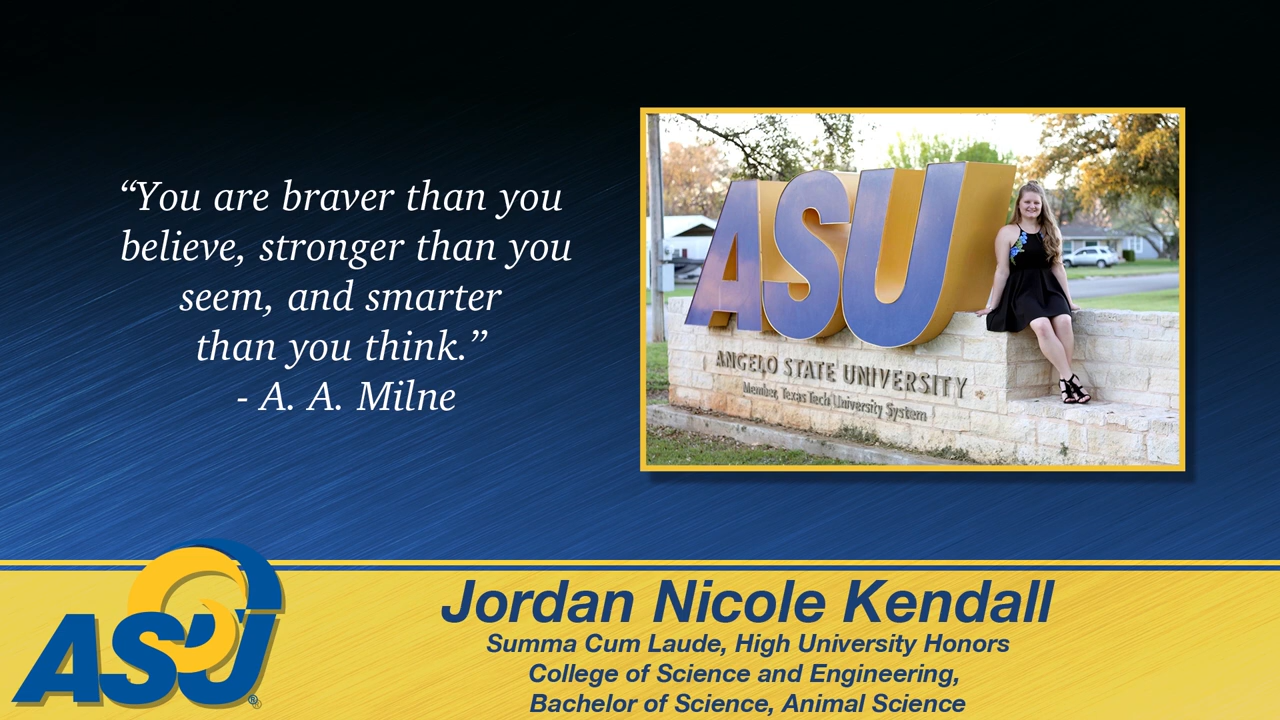 “You are braver than you
believe, stronger than you
seem, and smarter
than you think.”
- A. A. Milne
ASU
ANGELO STATE UNIVERSITY
Member, Texas Tech University System
ASU®
Jordan Nicole Kendall
Summa Cum Laude, High University Honors
College of Science and Engineering,
Bachelor of Science, Animal Science